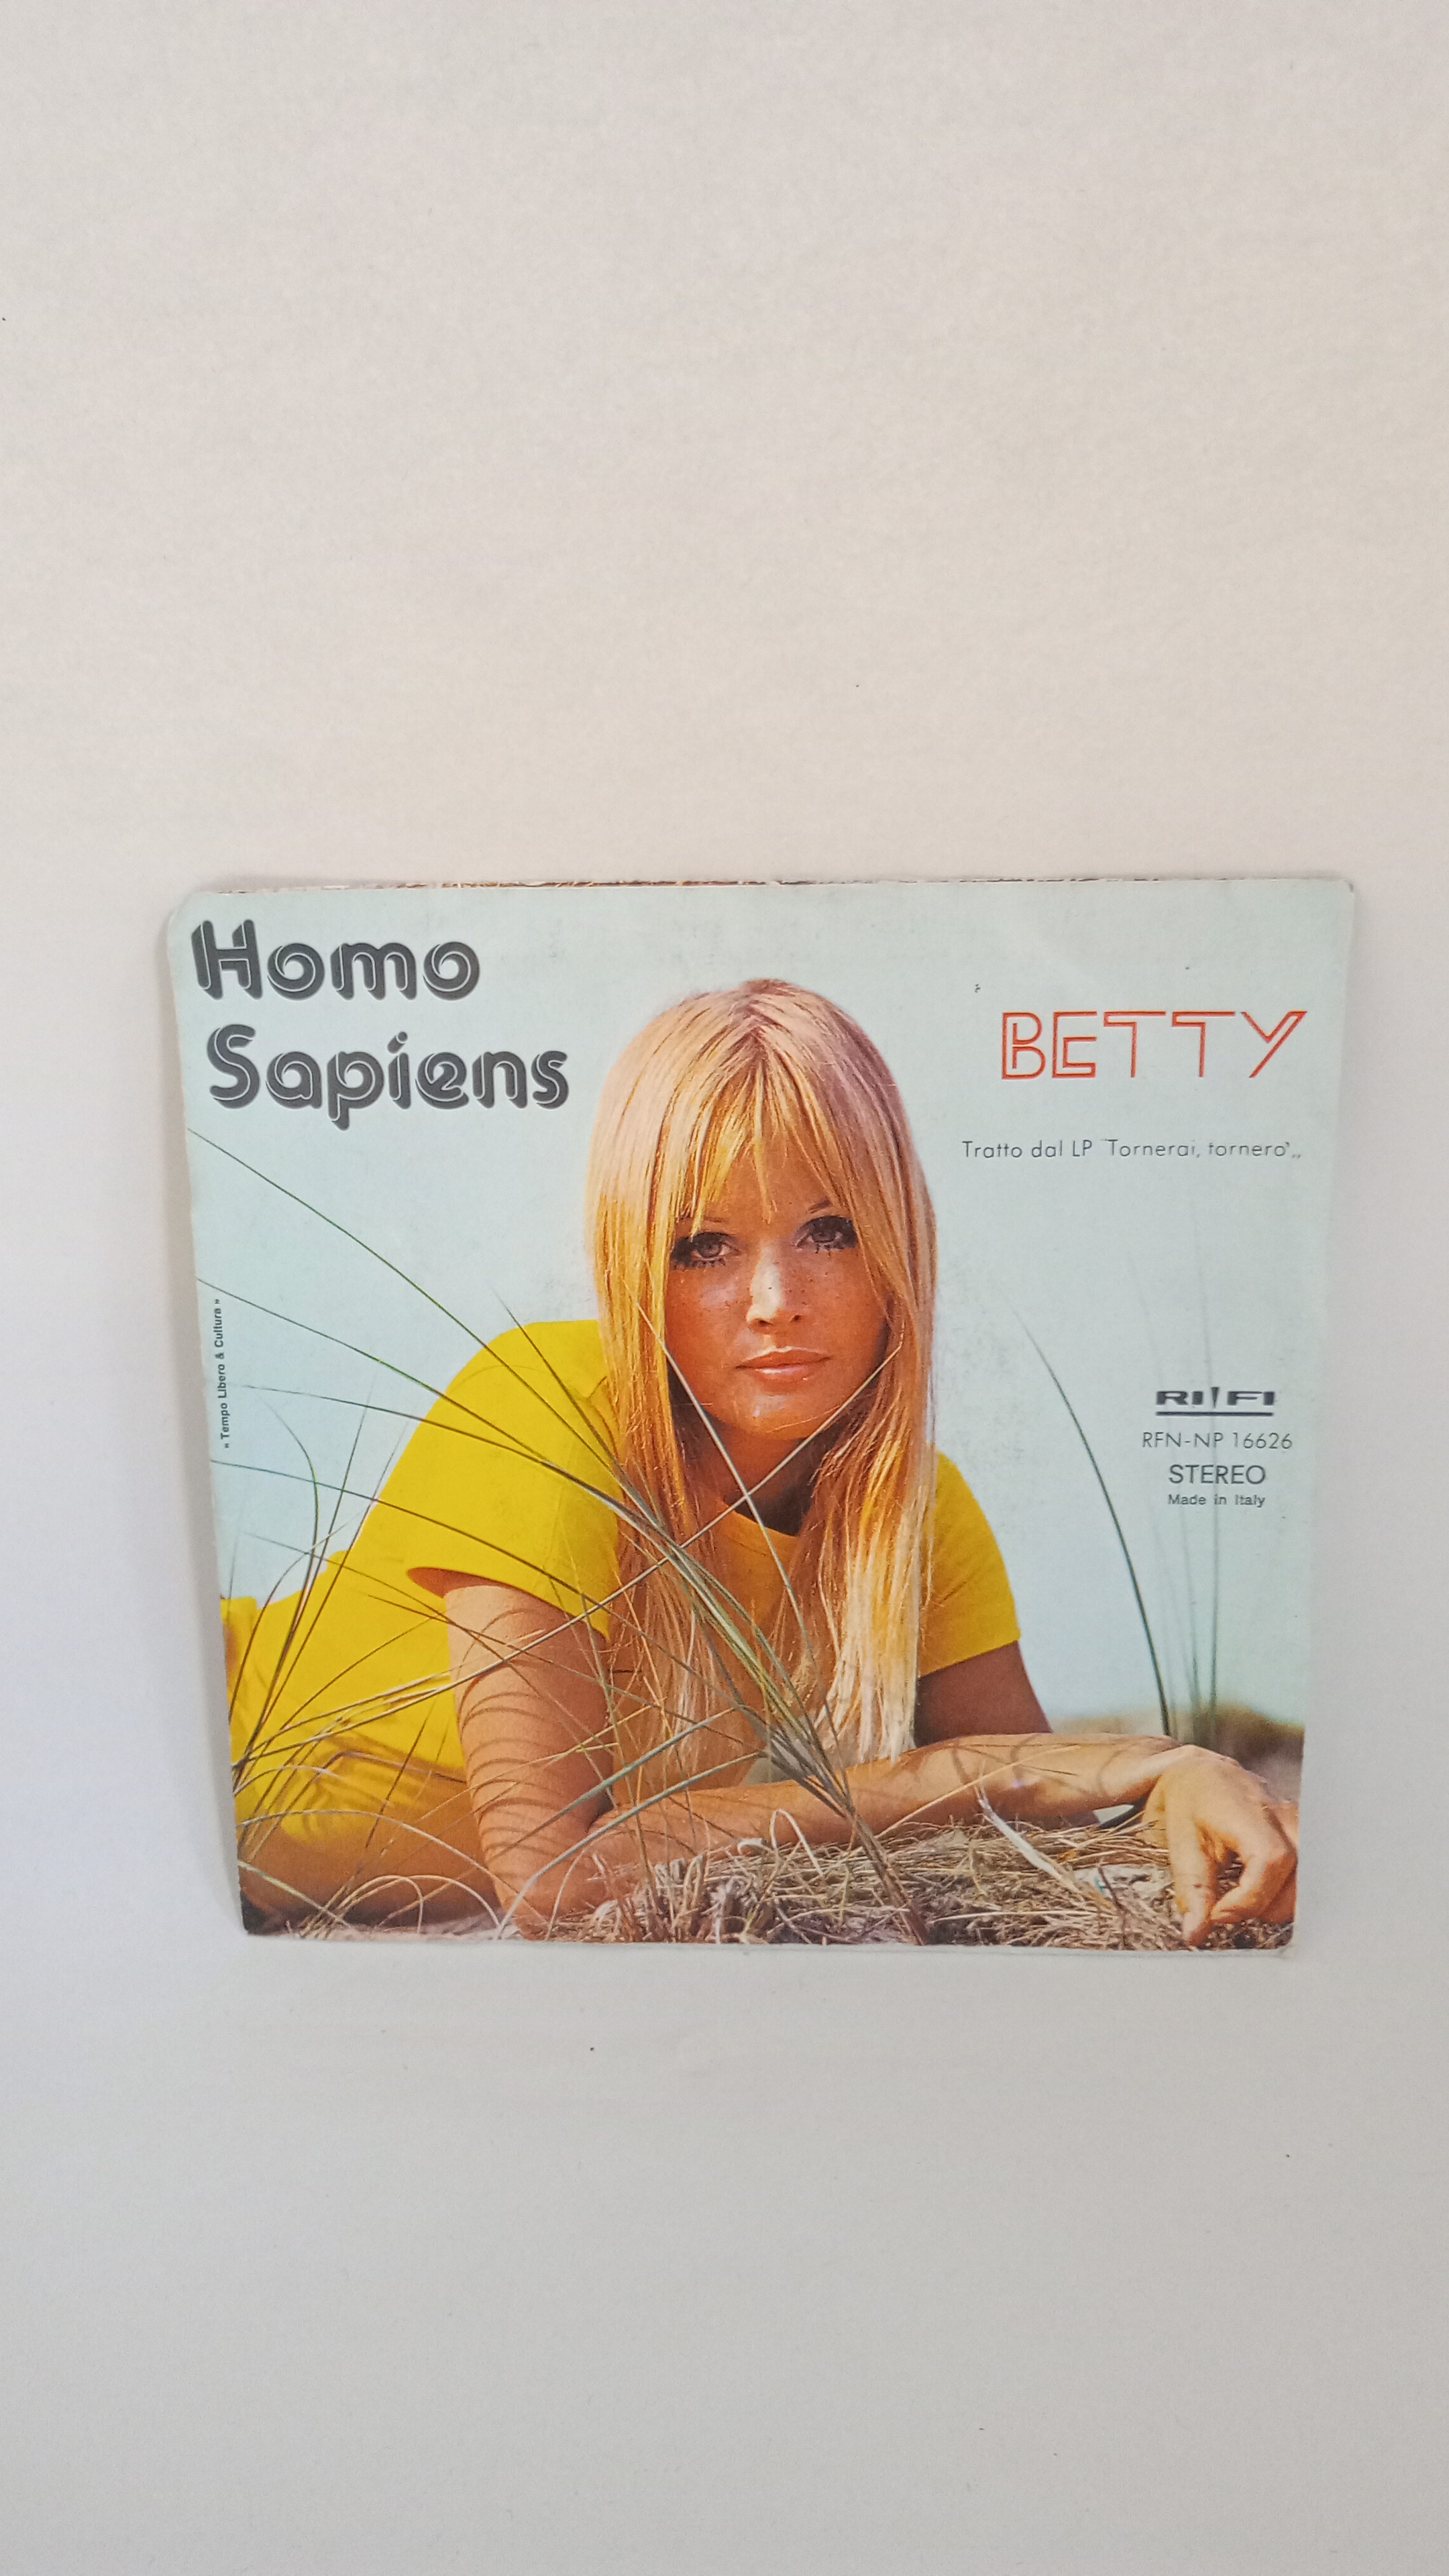 Homo
Sapiens
BETTY
Tratto dal LP "Tornerai, tornero',,
« Tempo Libero & Cultura »
RI FI
RFN-NP 16626
STEREO
Made in Italy